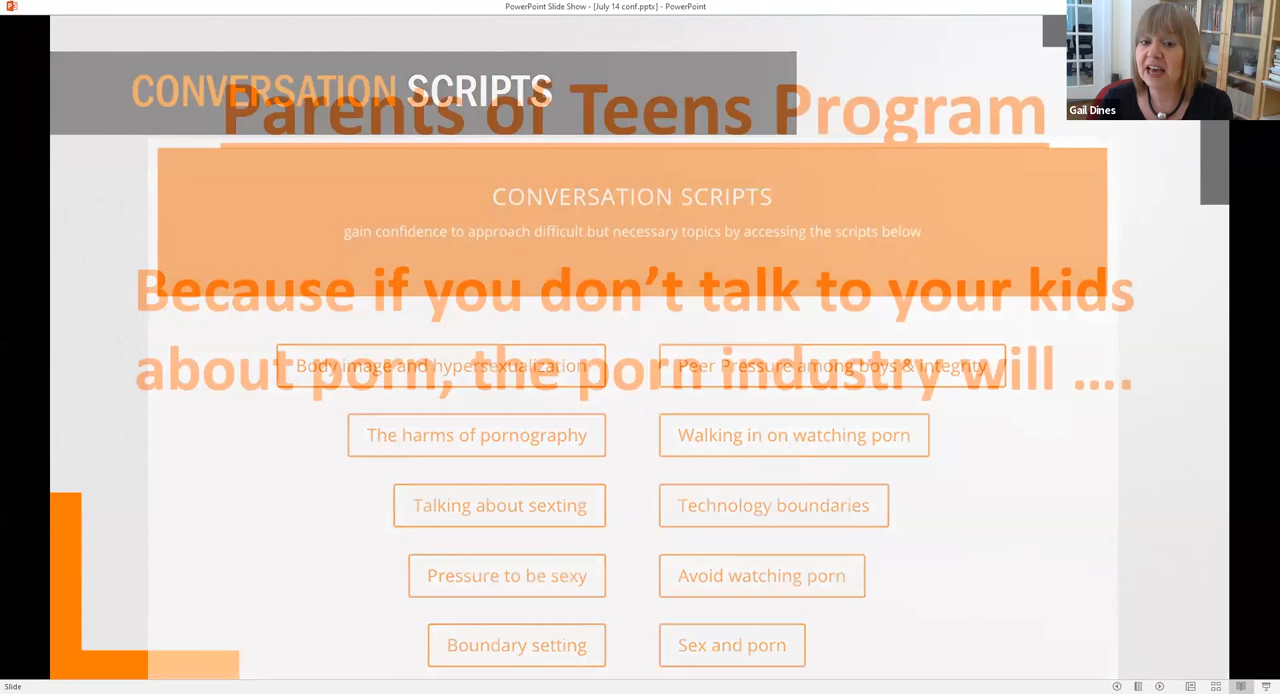 PowerPoint Slide Show - [July 14 conf.pptx] - PowerPoint
Gail Dines
CONVERSATION SCRIPTS
Parents of Teens Program
CONVERSATION SCRIPTS
gain confidence to approach difficult but necessary topics by accessing the scripts below
Because if you don’t talk to your kids
about porn, the porn industry will ....
Body image and hypersexualization
Peer Pressure among boys & integrity
The harms of pornography
Walking in on watching porn
Talking about sexting
Technology boundaries
Pressure to be sexy
Avoid watching porn
Boundary setting
Sex and porn
Slide